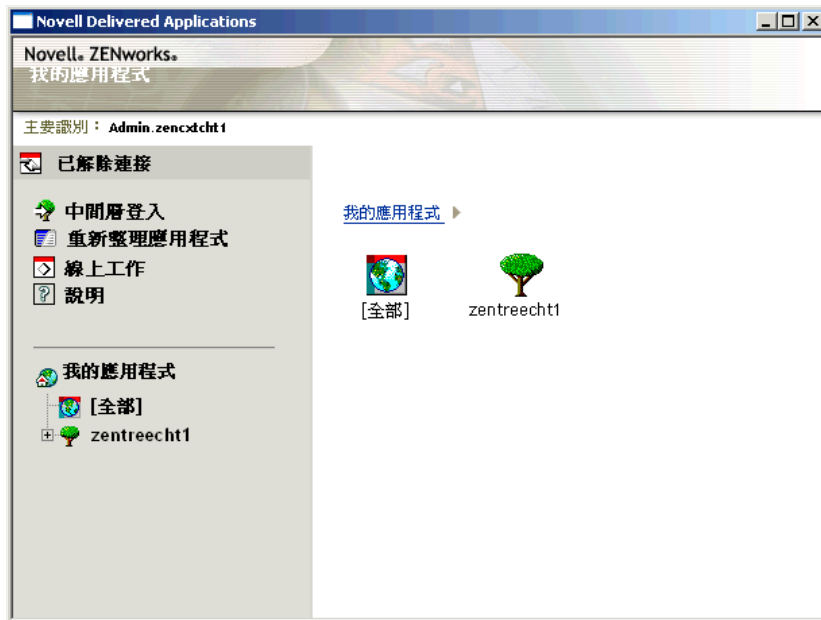 Novell Delivered Applications
Novell. ZENworks.
我的應用程式
主要識別： Admin.zencxtcht1
已解除連接
中間層登入
重新整理應用程式
線上工作
說明
我的應用程式
[全部]
zentreecht1
我的應用程式
[全部]
zentreecht1